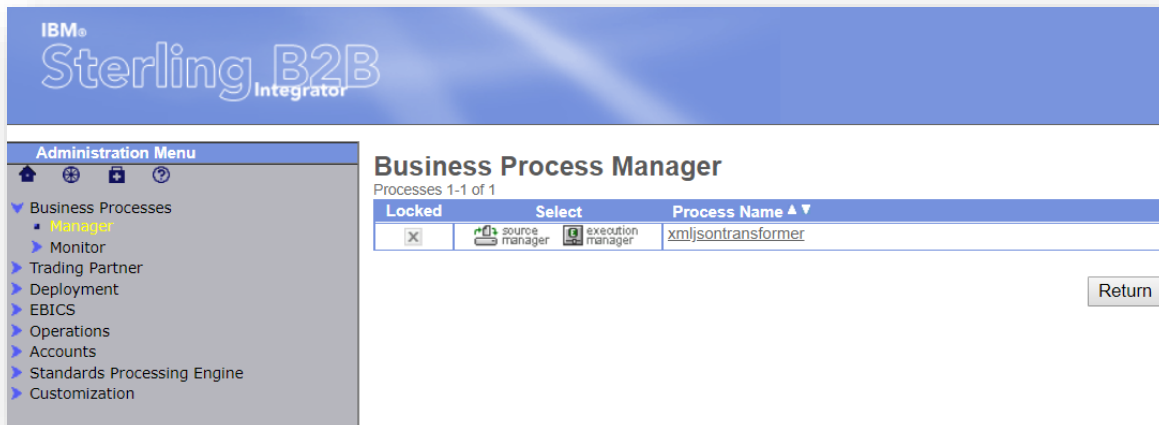 IBM®
Sterling B2B
Integrator
Administration Menu
Business Processes
Manager
Monitor
Trading Partner
Deployment
EBICS
Operations
Accounts
Standards Processing Engine
Customization
Business Process Manager
Processes 1-1 of 1
Locked Select Process Name ▲▼
source manager execution manager xmljsontransformer
Return